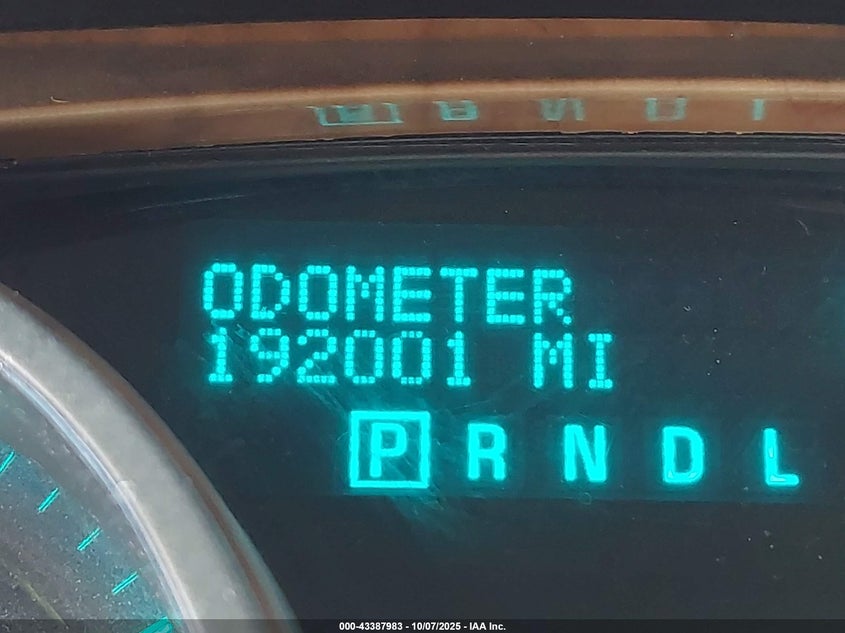 ODOMETER
192001 MI
P R N D L
000-43387983 - 10/07/2025 - IAA Inc.